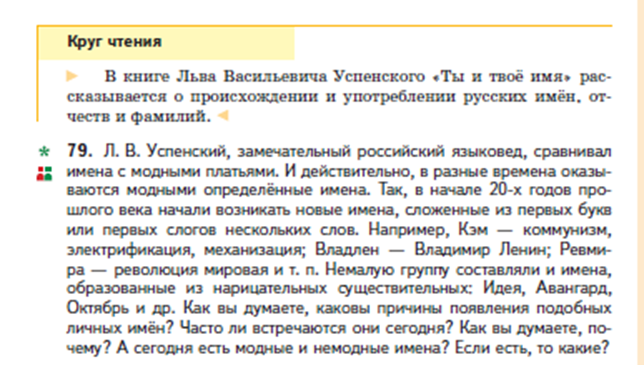 Круг чтения
В книге Льва Васильевича Успенского «Ты и твоё имя» рас-
сказывается о происхождении и употреблении русских имён, от-
честв и фамилий.
79. Л. В. Успенский, замечательный российский языковед, сравнивал
имена с модными платьями. И действительно, в разные времена оказы-
ваются модными определённые имена. Так, в начале 20-х годов про-
шлого века начали возникать новые имена, сложенные из первых букв
или первых слогов нескольких слов. Например, Кэм — коммунизм,
электрификация, механизация; Владлен — Владимир Ленин; Ревми-
ра — революция мировая и т. п. Немалую группу составляли и имена,
образованные из нарицательных существительных: Идея, Авангард,
Октябрь и др. Как вы думаете, каковы причины появления подобных
личных имён? Часто ли встречаются они сегодня? Как вы думаете, по-
чему? А сегодня есть модные и немодные имена? Если есть, то какие?